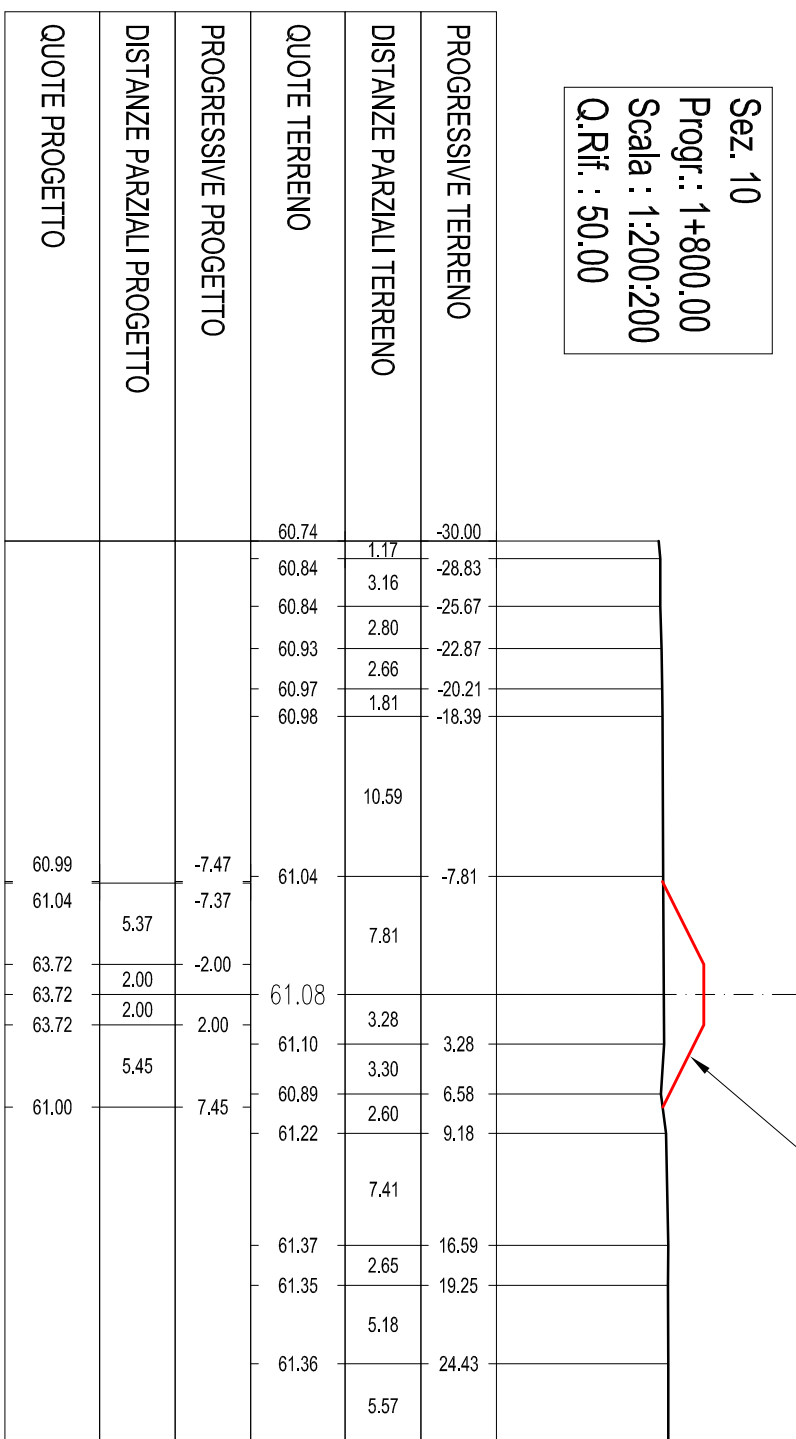 Sez. 10
Progr.: 1+800.00
Scala : 1:200:200
Q.Rif. : 50.00
PROGRESSIVE TERRENO
-30.00 -28.83 -25.67 -22.87 -20.21 -18.39 -7.81 3.28 6.58 9.18 16.59 19.25 24.43
DISTANZE PARZIALI TERRENO
1.17 3.16 2.80 2.66 1.81 10.59 7.81 3.28 3.30 2.60 7.41 2.65 5.18 5.57
QUOTE TERRENO
60.74 60.84 60.84 60.93 60.97 60.98 61.04 61.08 61.10 60.89 61.22 61.37 61.35 61.36
PROGRESSIVE PROGETTO
-7.47 -7.37 -2.00 2.00 7.45
DISTANZE PARZIALI PROGETTO
5.37 2.00 2.00 5.45
QUOTE PROGETTO
60.99 61.04 63.72 63.72 63.72 61.00